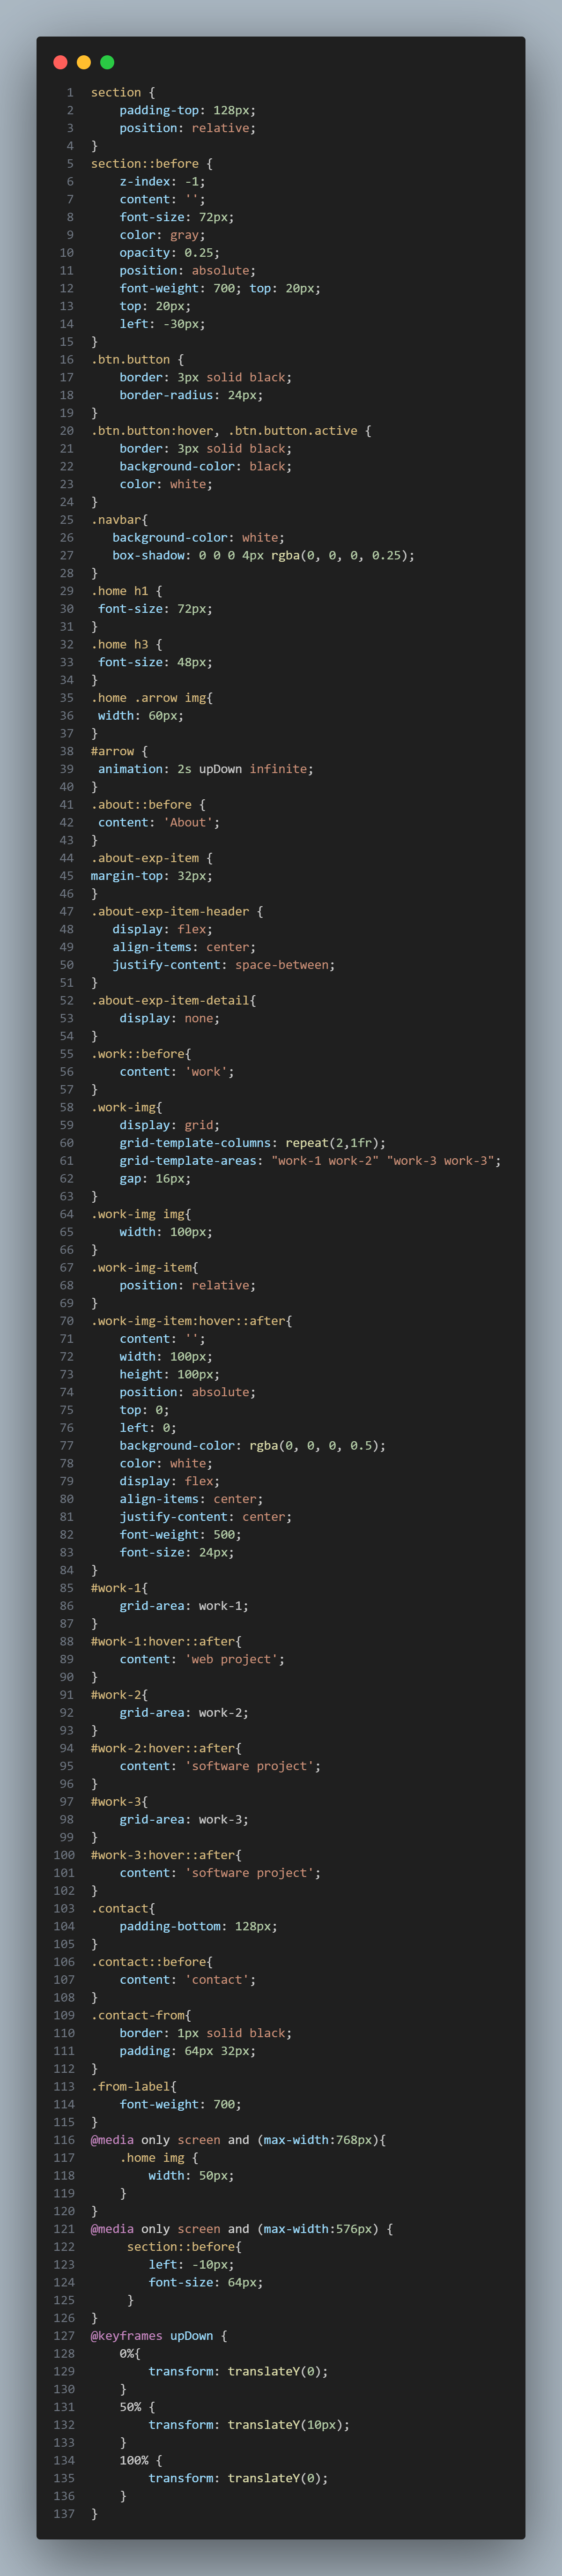 1 section {
2     padding-top: 128px;
3     position: relative;
4 }
5 section::before {
6     z-index: -1;
7     content: '';
8     font-size: 72px;
9     color: gray;
10     opacity: 0.25;
11     position: absolute;
12     font-weight: 700; top: 20px;
13     top: 20px;
14     left: -30px;
15 }
16 .btn.button {
17     border: 3px solid black;
18     border-radius: 24px;
19 }
20 .btn.button:hover, .btn.button.active {
21     border: 3px solid black;
22     background-color: black;
23     color: white;
24 }
25 .navbar{
26    background-color: white;
27    box-shadow: 0 0 0 4px rgba(0, 0, 0, 0.25);
28 }
29 .home h1 {
30  font-size: 72px;
31 }
32 .home h3 {
33  font-size: 48px;
34 }
35 .home .arrow img{
36  width: 60px;
37 }
38 #arrow {
39  animation: 2s upDown infinite;
40 }
41 .about::before {
42  content: 'About';
43 }
44 .about-exp-item {
45 margin-top: 32px;
46 }
47 .about-exp-item-header {
48    display: flex;
49    align-items: center;
50    justify-content: space-between;
51 }
52 .about-exp-item-detail{
53     display: none;
54 }
55 .work::before{
56     content: 'work';
57 }
58 .work-img{
59     display: grid;
60     grid-template-columns: repeat(2,1fr);
61     grid-template-areas: "work-1 work-2" "work-3 work-3";
62     gap: 16px;
63 }
64 .work-img img{
65     width: 100px;
66 }
67 .work-img-item{
68     position: relative;
69 }
70 .work-img-item:hover::after{
71     content: '';
72     width: 100px;
73     height: 100px;
74     position: absolute;
75     top: 0;
76     left: 0;
77     background-color: rgba(0, 0, 0, 0.5);
78     color: white;
79     display: flex;
80     align-items: center;
81     justify-content: center;
82     font-weight: 500;
83     font-size: 24px;
84 }
85 #work-1{
86     grid-area: work-1;
87 }
88 #work-1:hover::after{
89     content: 'web project';
90 }
91 #work-2{
92     grid-area: work-2;
93 }
94 #work-2:hover::after{
95     content: 'software project';
96 }
97 #work-3{
98     grid-area: work-3;
99 }
100 #work-3:hover::after{
101     content: 'software project';
102 }
103 .contact{
104     padding-bottom: 128px;
105 }
106 .contact::before{
107     content: 'contact';
108 }
109 .contact-from{
110     border: 1px solid black;
111     padding: 64px 32px;
112 }
113 .from-label{
114     font-weight: 700;
115 }
116 @media only screen and (max-width:768px){
117     .home img {
118         width: 50px;
119     }
120 }
121 @media only screen and (max-width:576px) {
122      section::before{
123         left: -10px;
124         font-size: 64px;
125      }
126 }
127 @keyframes upDown {
128     0%{
129         transform: translateY(0);
130     }
131     50% {
132         transform: translateY(10px);
133     }
134     100% {
135         transform: translateY(0);
136     }
137 }